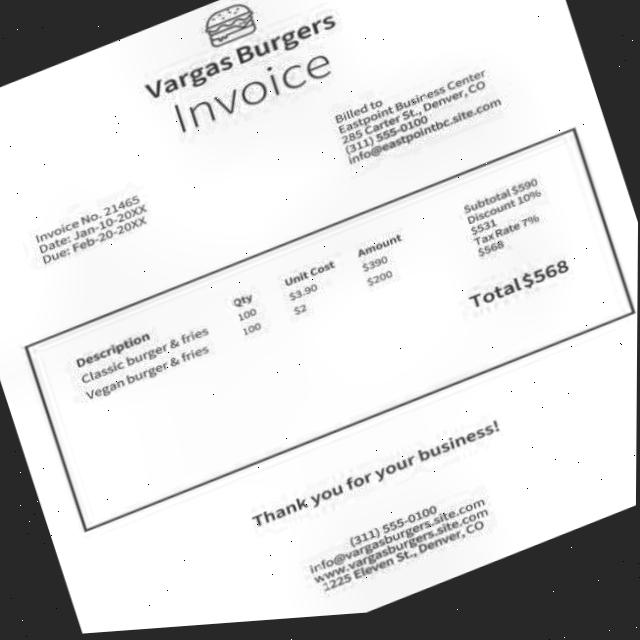 Vargas Burgers
Invoice
Billed to
Eastpoint Business Center
285 Carter St., Denver, CO
(311) 555-0100
info@eastpointbc.site.com
Invoice No. 21465
Date: Jan-10-20XX
Due: Feb-20-20XX
Description Qty Unit Cost Amount
Classic burger & fries 100 $3.90 $390
Vegan burger & fries 100 $2 $200
Subtotal $590
Discount 10%
$531
Tax Rate 7%
$568
Total $568
Thank you for your business!
(311) 555-0100
info@vargasburgers.site.com
www.vargasburgers.site.com
1225 Eleven St., Denver, CO